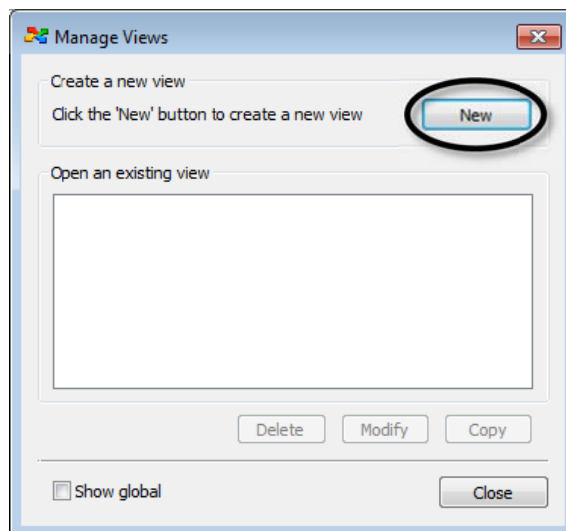 Manage Views
Create a new view
Click the 'New' button to create a new view
New
Open an existing view
Delete Modify Copy
Show global
Close